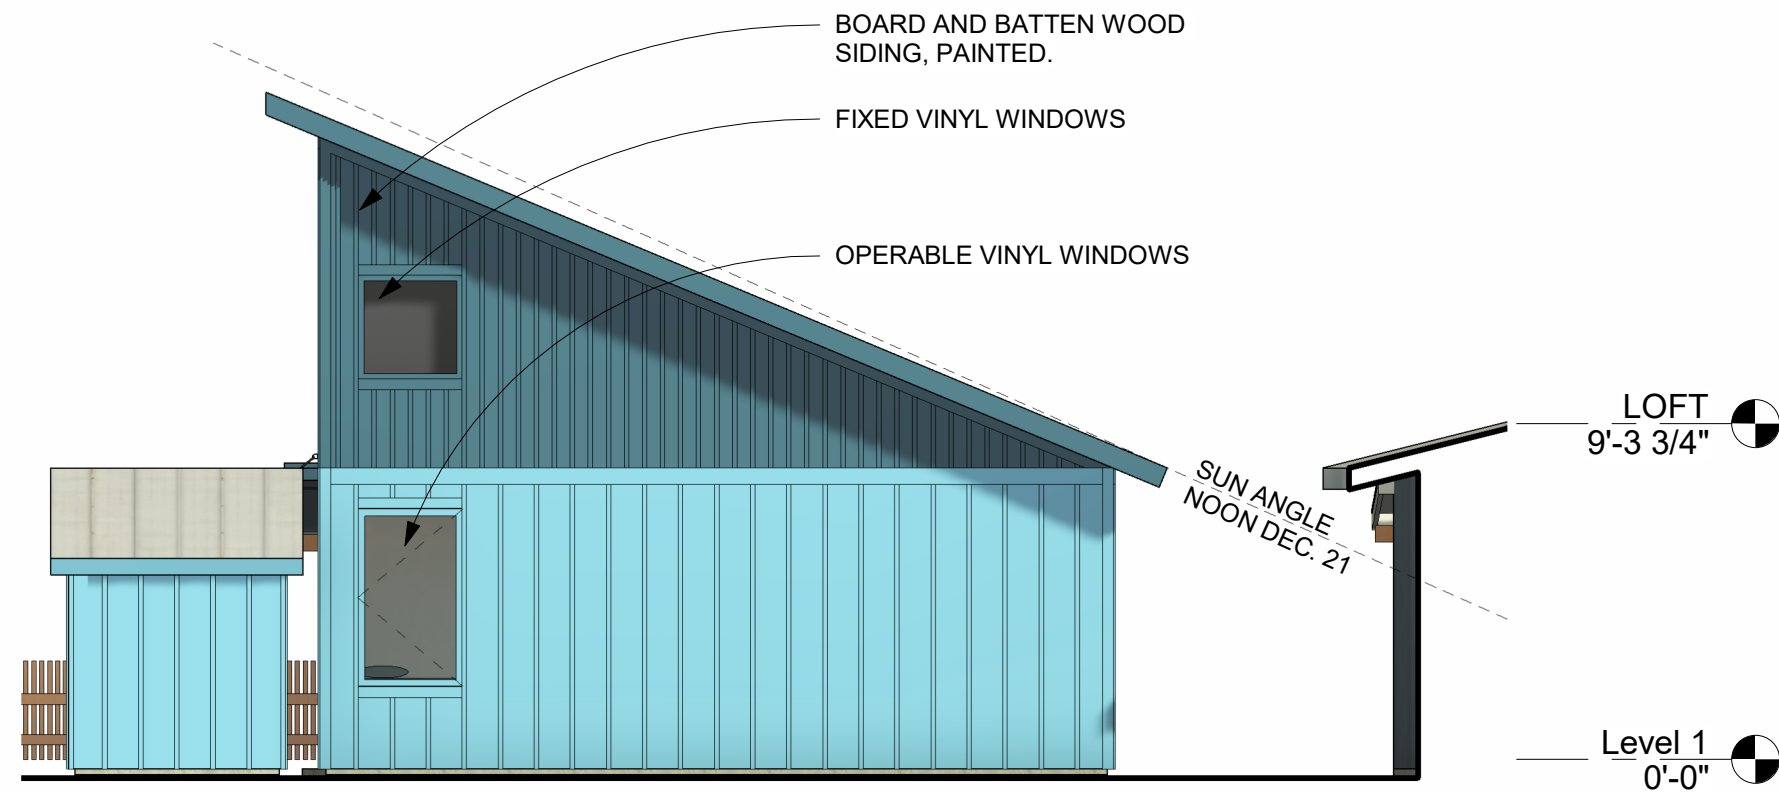 BOARD AND BATTEN WOOD
SIDING, PAINTED.
FIXED VINYL WINDOWS
OPERABLE VINYL WINDOWS
LOFT
9'-3 3/4"
SUN ANGLE
NOON DEC. 21
Level 1
0'-0"